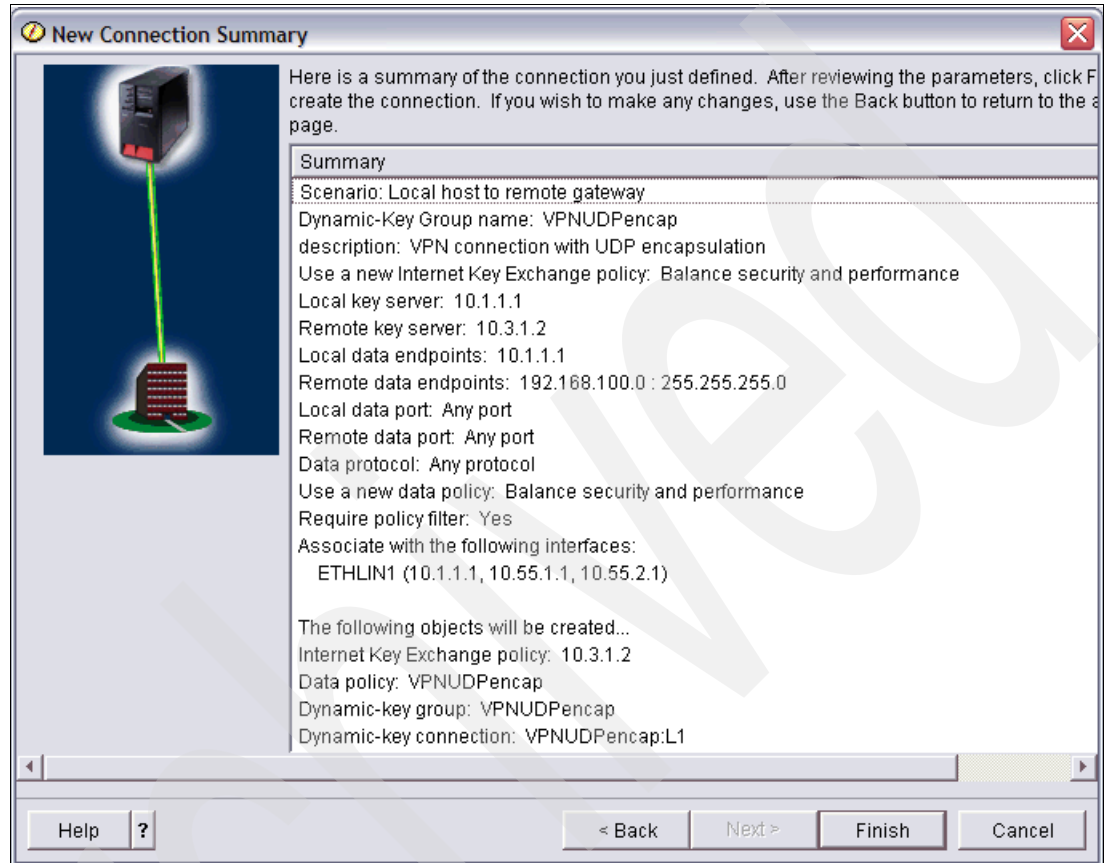 New Connection Summary
Here is a summary of the connection you just defined. After reviewing the parameters, click F
create the connection. If you wish to make any changes, use the Back button to return to the a
page.
Summary
Scenario: Local host to remote gateway
Dynamic-Key Group name: VPNUDPencap
description: VPN connection with UDP encapsulation
Use a new Internet Key Exchange policy: Balance security and performance
Local key server: 10.1.1.1
Remote key server: 10.3.1.2
Local data endpoints: 10.1.1.1
Remote data endpoints: 192.168.100.0 : 255.255.255.0
Local data port: Any port
Remote data port: Any port
Data protocol: Any protocol
Use a new data policy: Balance security and performance
Require policy filter: Yes
Associate with the following interfaces:
ETHLIN1 (10.1.1.1, 10.55.1.1, 10.55.2.1)
The following objects will be created...
Internet Key Exchange policy: 10.3.1.2
Data policy: VPNUDPencap
Dynamic-key group: VPNUDPencap
Dynamic-key connection: VPNUDPencap:L1
Help ? < Back Next > Finish Cancel